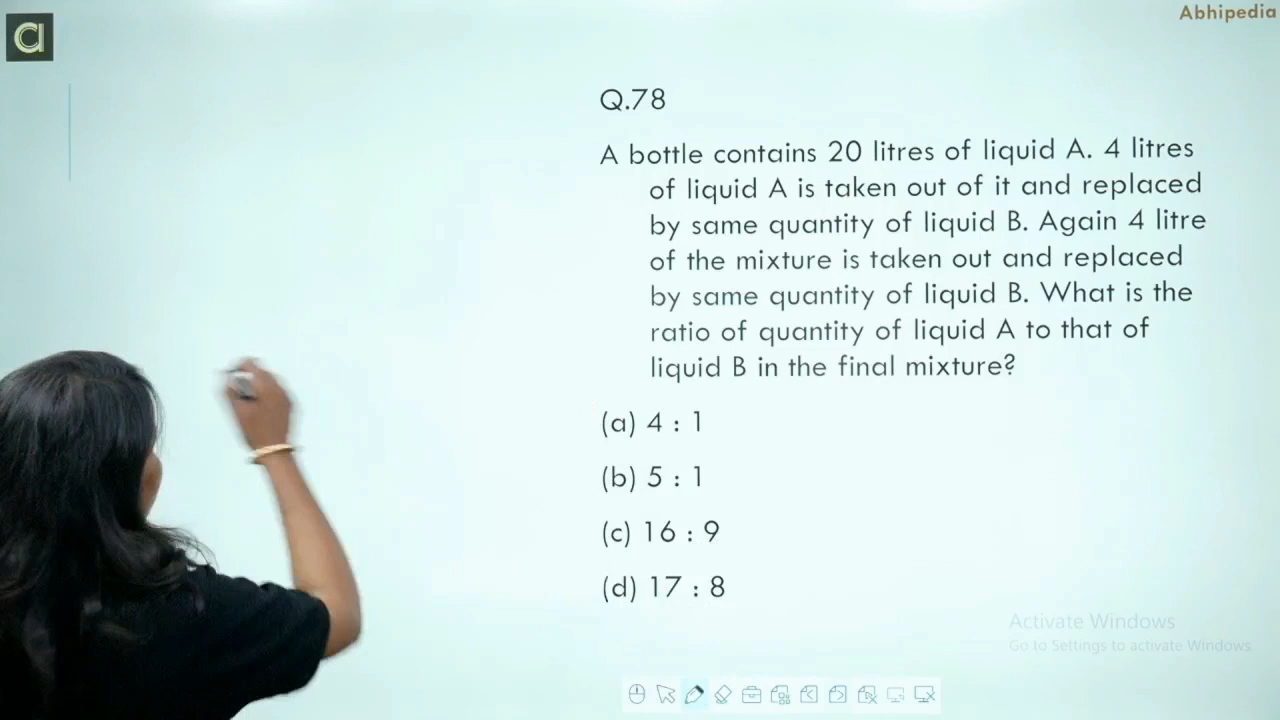 Abhipedia
a
Q.78
A bottle contains 20 litres of liquid A. 4 litres
of liquid A is taken out of it and replaced
by same quantity of liquid B. Again 4 litre
of the mixture is taken out and replaced
by same quantity of liquid B. What is the
ratio of quantity of liquid A to that of
liquid B in the final mixture?
(a) 4 : 1
(b) 5 : 1
(c) 16 : 9
(d) 17 : 8
Activate Windows
Go to Settings to activate Windows.